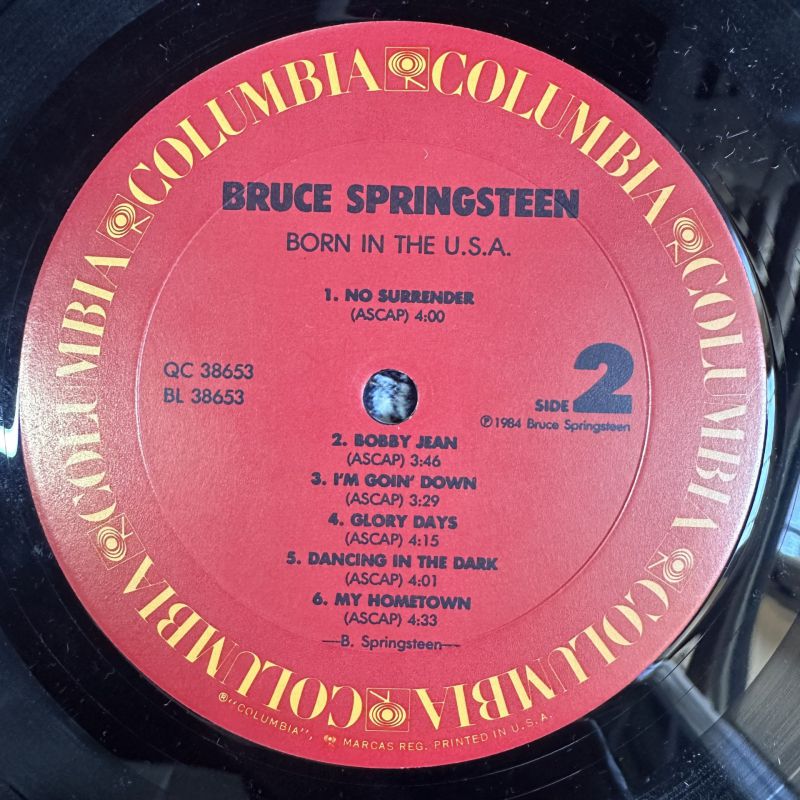 COLUMBIA COLUMBIA COLUMBIA COLUMBIA COLUMBIA COLUMBIA COLUMBIA COLUMBIA
BRUCE SPRINGSTEEN
BORN IN THE U.S.A.
1. NO SURRENDER
(ASCAP) 4:00
QC 38653
BL 38653
SIDE 2
℗1984 Bruce Springsteen
2. BOBBY JEAN
(ASCAP) 3:46
3. I'M GOIN' DOWN
(ASCAP) 3:29
4. GLORY DAYS
(ASCAP) 4:15
5. DANCING IN THE DARK
(ASCAP) 4:01
6. MY HOMETOWN
(ASCAP) 4:33
—B. Springsteen—
®"COLUMBIA", MARCAS REG. PRINTED IN U.S.A.